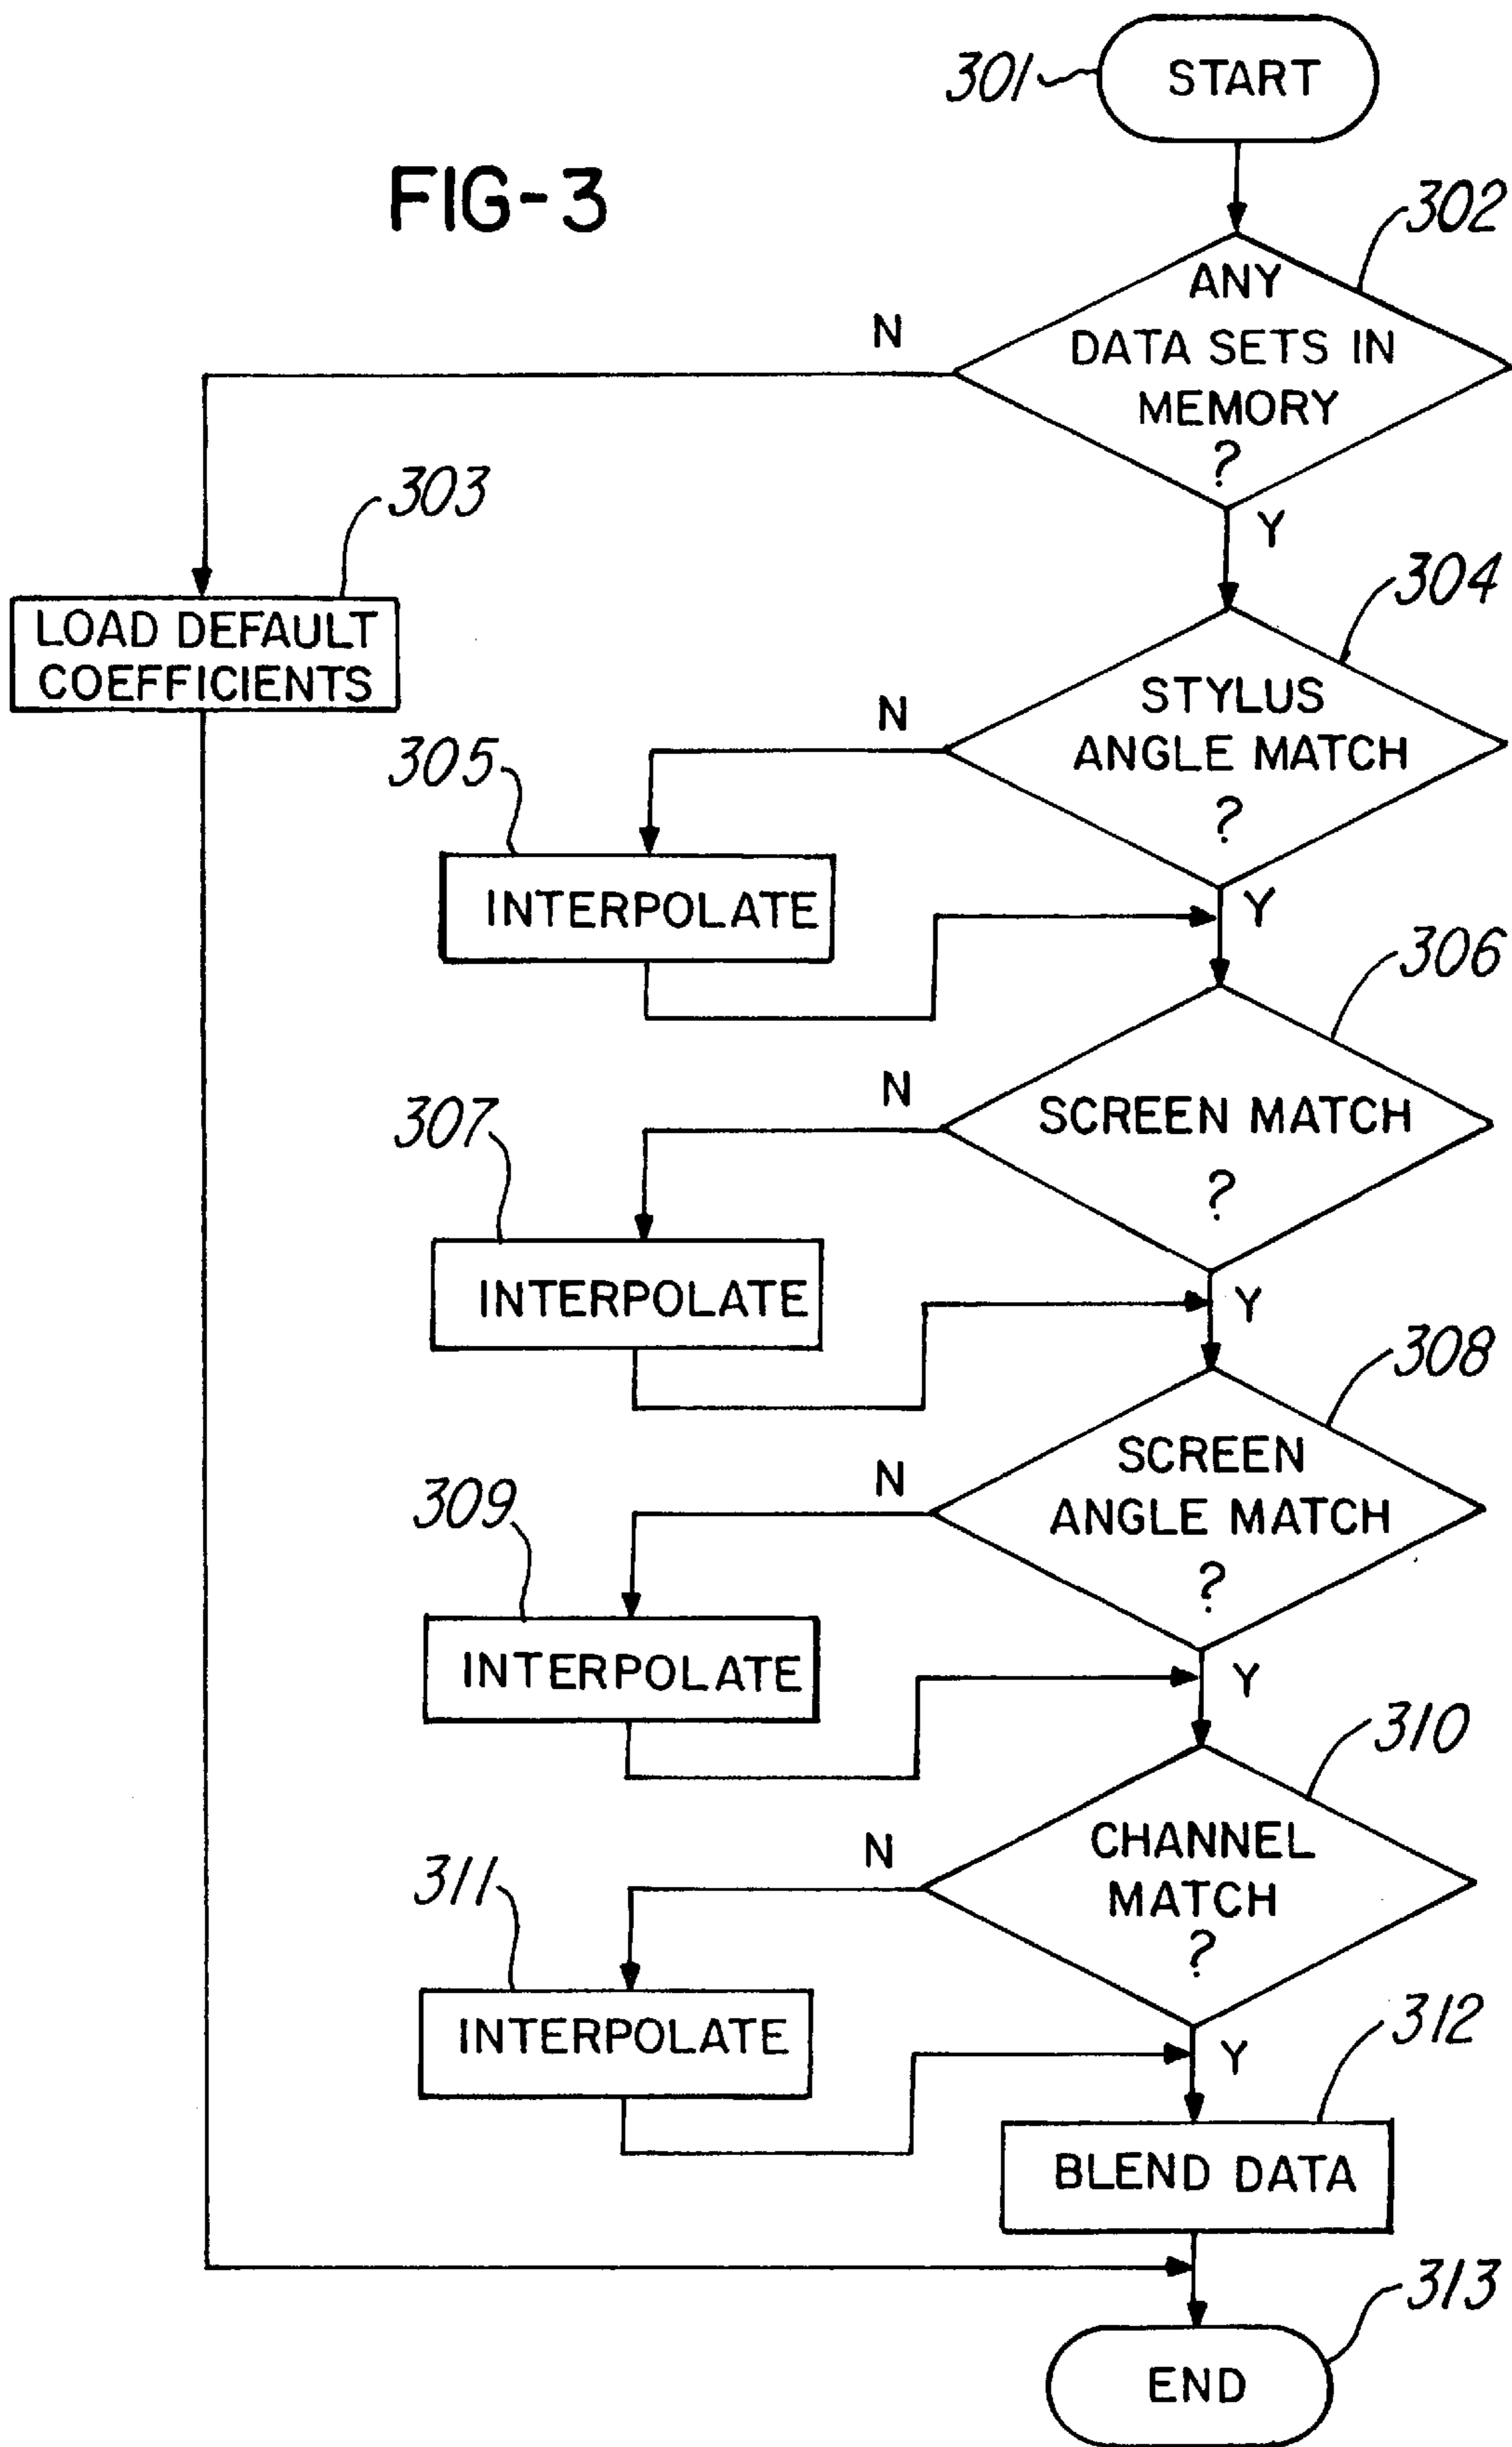 301
START
FIG-3
302
ANY
DATA SETS IN
MEMORY
?
N
Y
303
LOAD DEFAULT
COEFFICIENTS
304
STYLUS
ANGLE MATCH
?
N
Y
305
INTERPOLATE
306
SCREEN MATCH
?
N
Y
307
INTERPOLATE
308
SCREEN
ANGLE MATCH
?
N
Y
309
INTERPOLATE
310
CHANNEL
MATCH
?
N
Y
311
INTERPOLATE
312
BLEND DATA
313
END